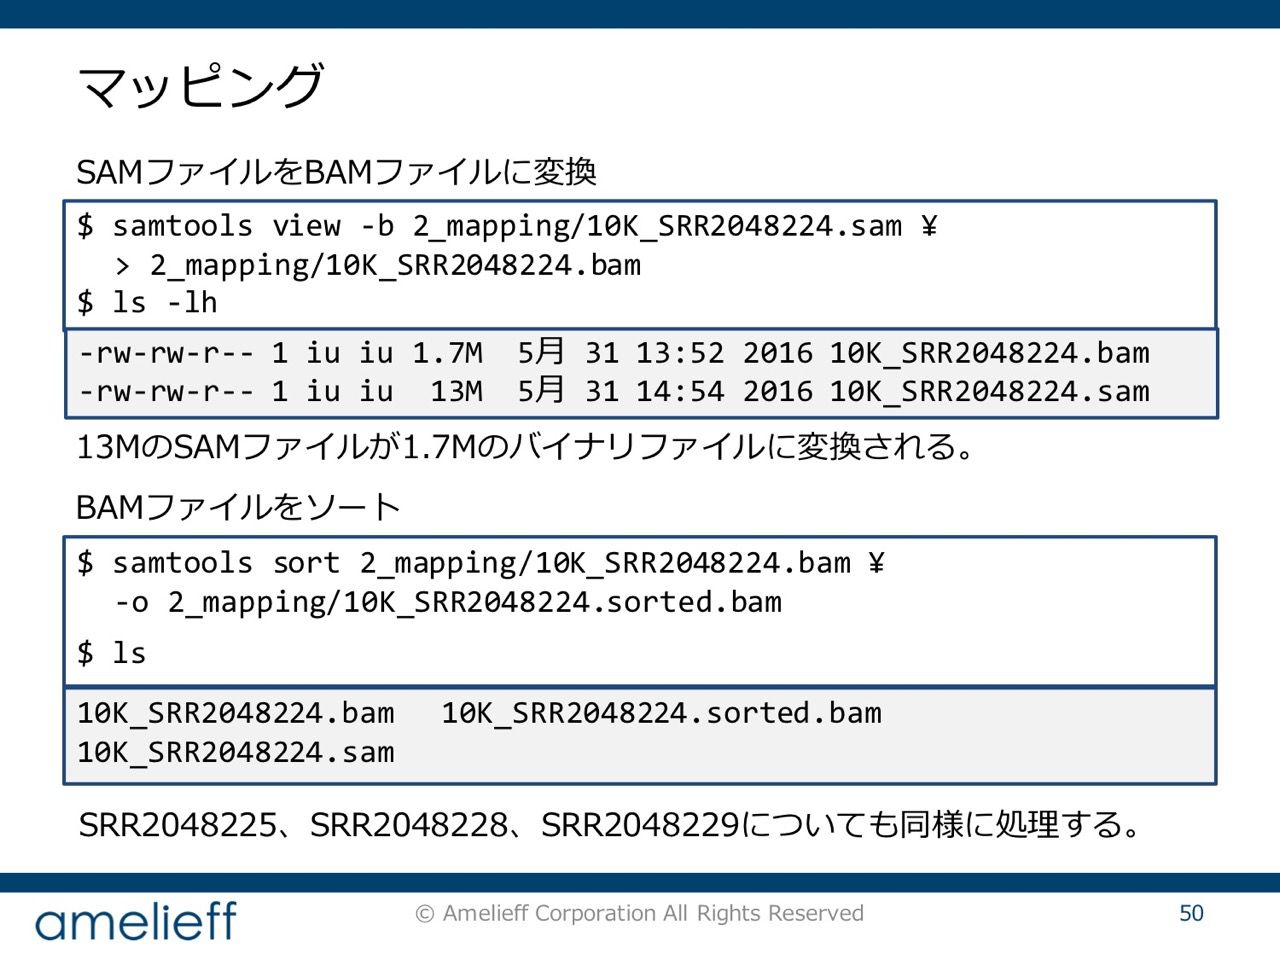 マッピング
SAMファイルをBAMファイルに変換
$ samtools view -b 2_mapping/10K_SRR2048224.sam ¥
> 2_mapping/10K_SRR2048224.bam
$ ls -lh
-rw-rw-r-- 1 iu iu 1.7M 5月 31 13:52 2016 10K_SRR2048224.bam
-rw-rw-r-- 1 iu iu 13M 5月 31 14:54 2016 10K_SRR2048224.sam
13MのSAMファイルが1.7Mのバイナリファイルに変換される。
BAMファイルをソート
$ samtools sort 2_mapping/10K_SRR2048224.bam ¥
-o 2_mapping/10K_SRR2048224.sorted.bam
$ ls
10K_SRR2048224.bam 10K_SRR2048224.sorted.bam
10K_SRR2048224.sam
SRR2048225、SRR2048228、SRR2048229についても同様に処理する。
amelieff
© Amelieff Corporation All Rights Reserved
50